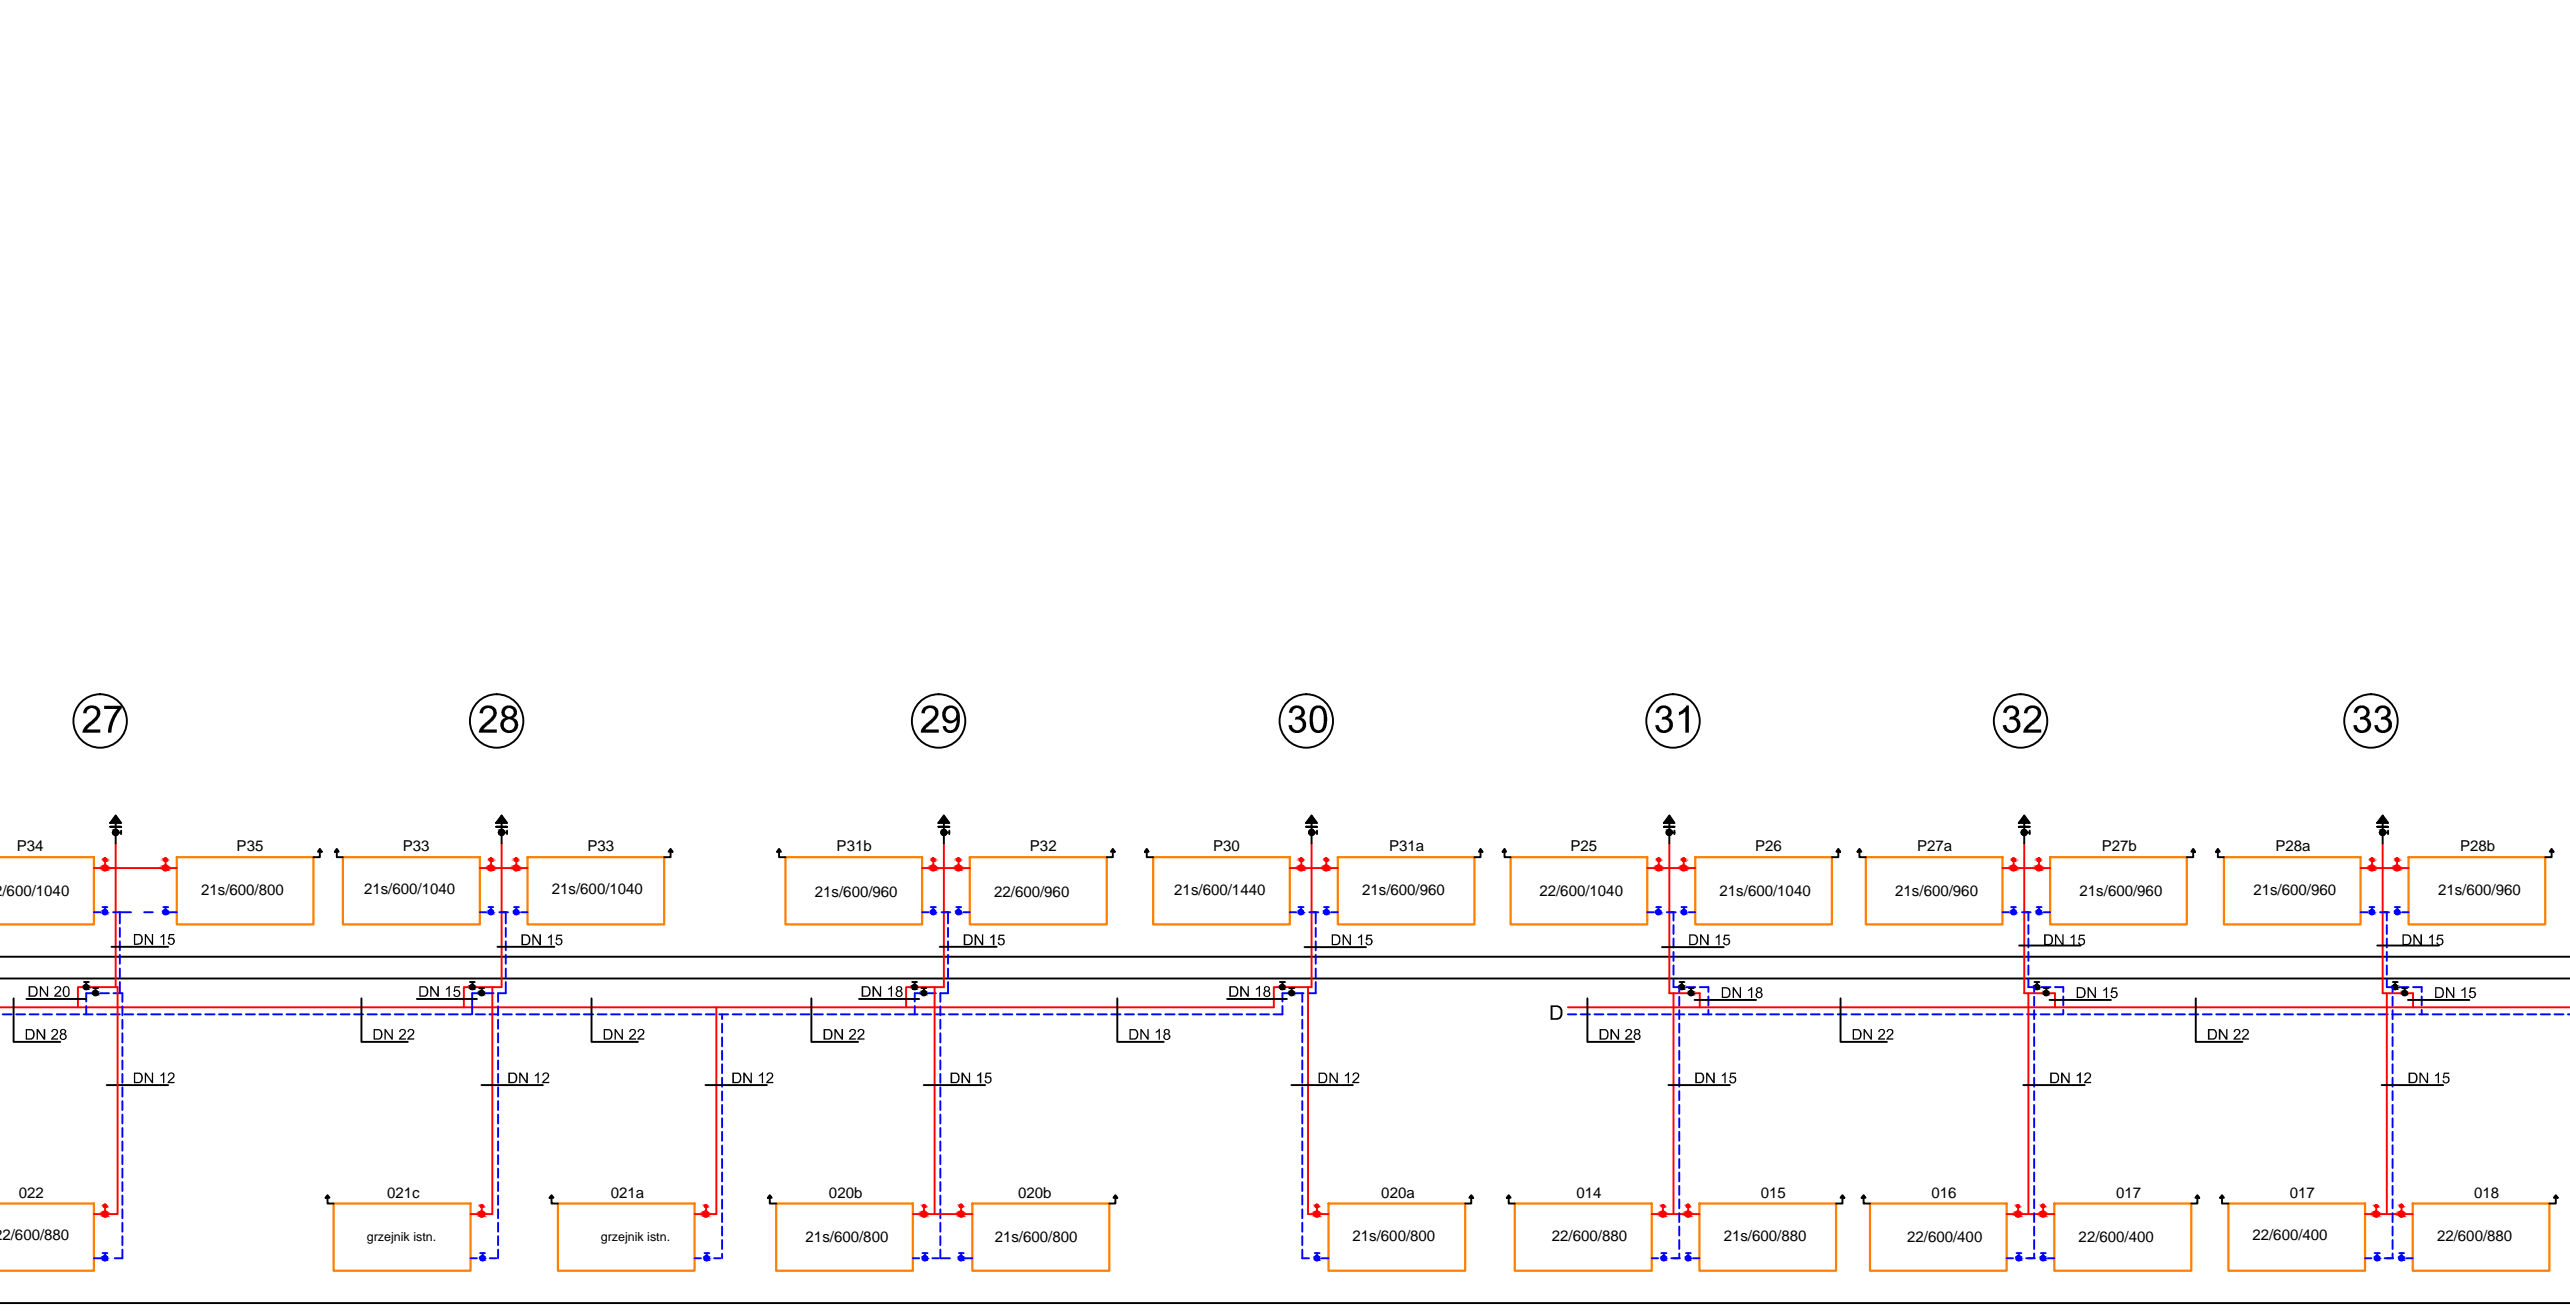 27 28 29 30 31 32 33
P34 P35 P33 P33 P31b P32 P30 P31a P25 P26 P27a P27b P28a P28b
/600/1040 21s/600/800 21s/600/1040 21s/600/1040 21s/600/960 22/600/960 21s/600/1440 21s/600/960 22/600/1040 21s/600/1040 21s/600/960 21s/600/960 21s/600/960 21s/600/960
DN 15 DN 15 DN 15 DN 15 DN 15 DN 15 DN 15
DN 20 DN 15 DN 18 DN 18 DN 18 DN 15 DN 15
D
DN 28 DN 22 DN 22 DN 22 DN 18 DN 28 DN 22 DN 22
DN 12 DN 12 DN 12 DN 15 DN 12 DN 15 DN 12 DN 15
022 021c 021a 020b 020b 020a 014 015 016 017 017 018
2/600/880 grzejnik istn. grzejnik istn. 21s/600/800 21s/600/800 21s/600/800 22/600/880 21s/600/880 22/600/400 22/600/400 22/600/400 22/600/880